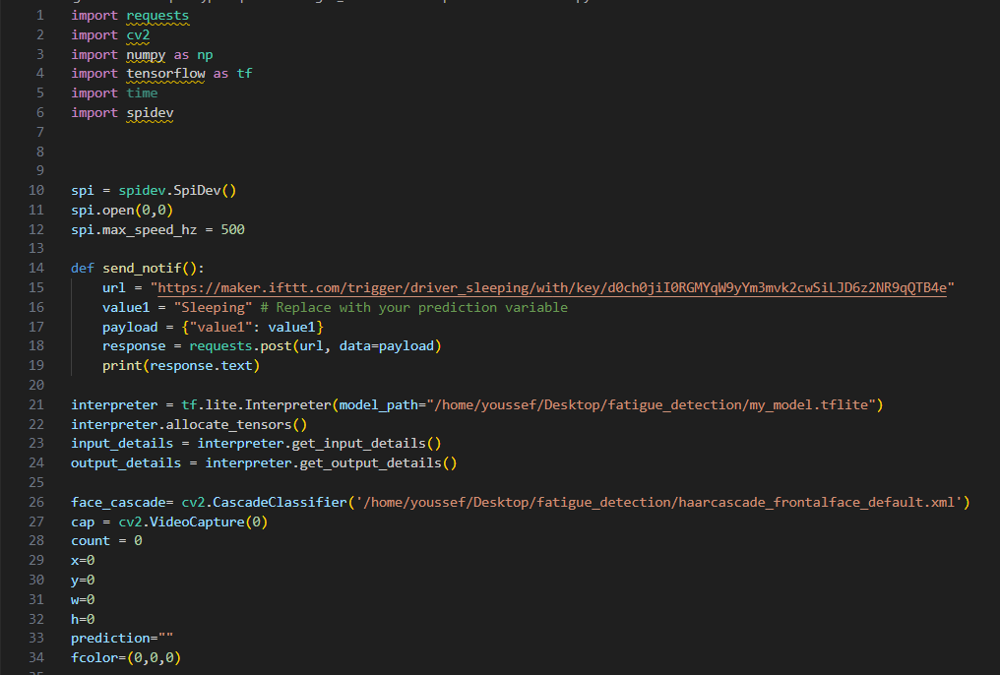 1 import requests
2 import cv2
3 import numpy as np
4 import tensorflow as tf
5 import time
6 import spidev
7
8
9
10 spi = spidev.SpiDev()
11 spi.open(0,0)
12 spi.max_speed_hz = 500
13
14 def send_notif():
15     url = "https://maker.ifttt.com/trigger/driver_sleeping/with/key/d0ch0jiI0RGMYqW9yYm3mvk2cwSiLJD6z2NR9qQTB4e"
16     value1 = "Sleeping" # Replace with your prediction variable
17     payload = {"value1": value1}
18     response = requests.post(url, data=payload)
19     print(response.text)
20
21 interpreter = tf.lite.Interpreter(model_path="/home/youssef/Desktop/fatigue_detection/my_model.tflite")
22 interpreter.allocate_tensors()
23 input_details = interpreter.get_input_details()
24 output_details = interpreter.get_output_details()
25
26 face_cascade= cv2.CascadeClassifier('/home/youssef/Desktop/fatigue_detection/haarcascade_frontalface_default.xml')
27 cap = cv2.VideoCapture(0)
28 count = 0
29 x=0
30 y=0
31 w=0
32 h=0
33 prediction=""
34 fcolor=(0,0,0)